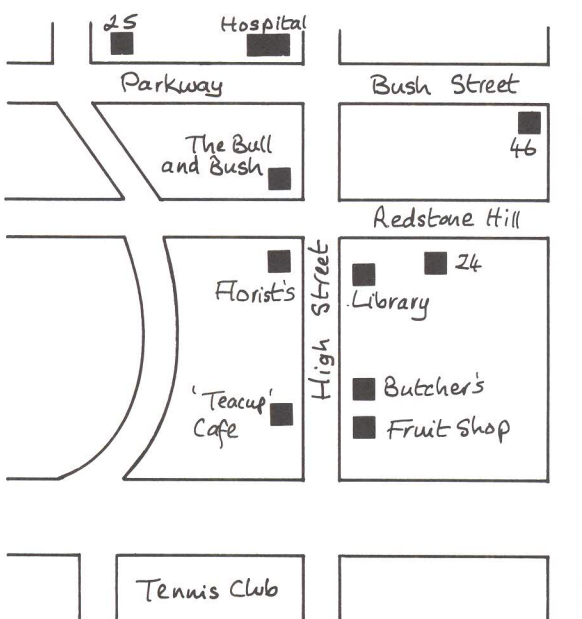 25
Hospital
Parkway
Bush Street
The Bull
and Bush
46
Redstone Hill
Florist's
High Street
24
Library
'Teacup'
Cafe
Butcher's
Fruit Shop
Tennis Club